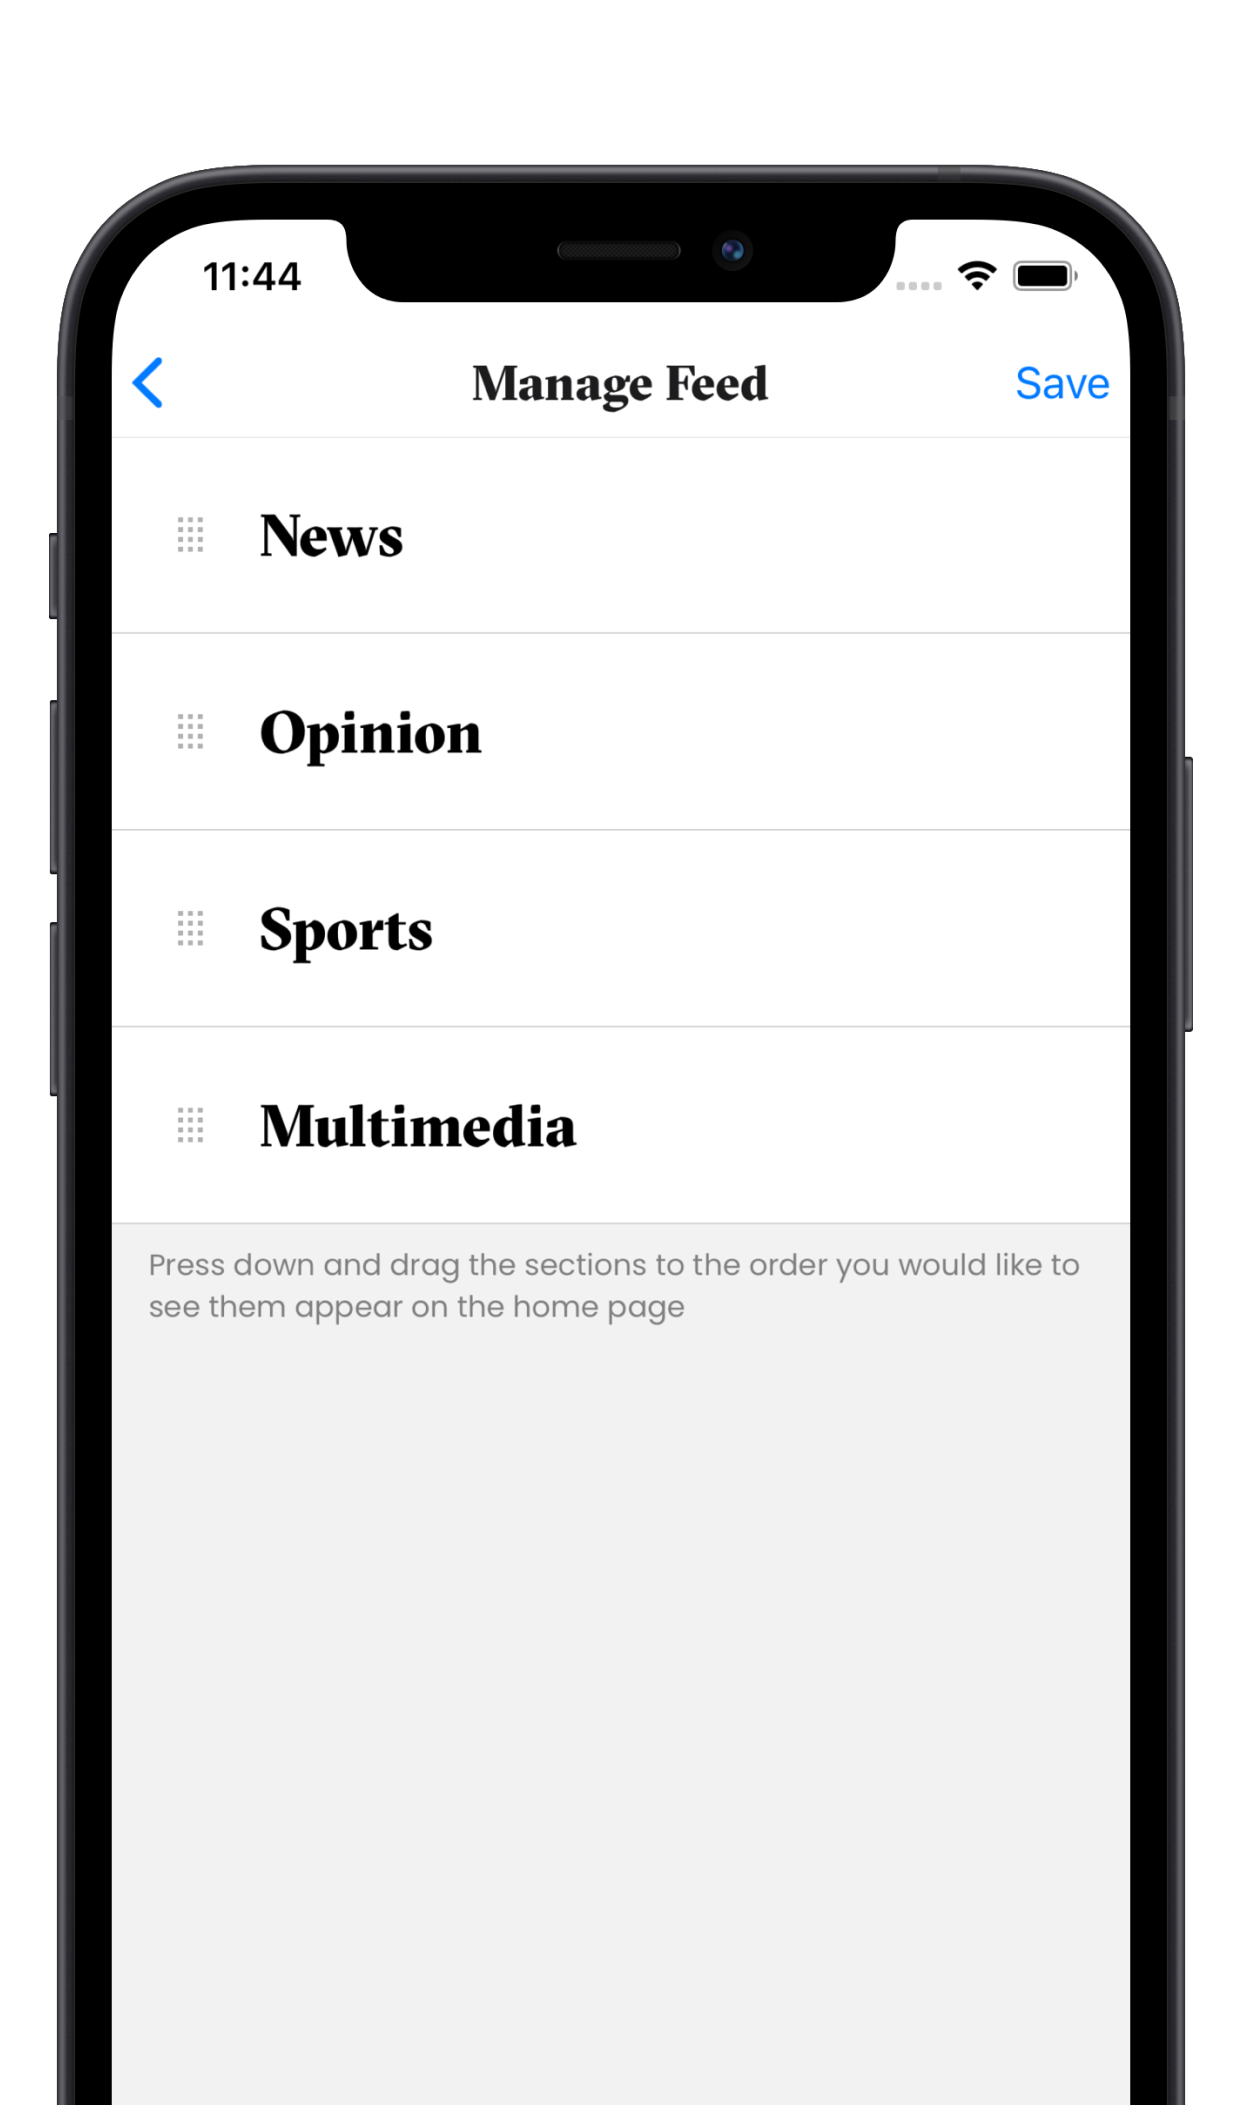 11:44
Manage Feed
Save
News
Opinion
Sports
Multimedia
Press down and drag the sections to the order you would like to
see them appear on the home page